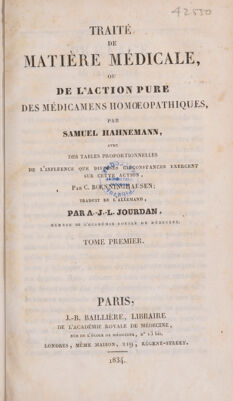 42550
TRAITÉ
DE
MATIÈRE MÉDICALE,
OU
DE L'ACTION PURE
DES MÉDICAMENS HOMŒOPATHIQUES,
PAR
SAMUEL HAHNEMANN,
AVEC
DES TABLES PROPORTIONNELLES
DE L'INFLUENCE QUE DIVERSES CIRCONSTANCES EXERCENT
SUR CETTE ACTION,
PAR C. BOENNINGHAUSEN;
TRADUIT DE L'ALLEMAND,
PAR A.-J.-L. JOURDAN,
MEMBRE DE L'ACADÉMIE ROYALE DE MÉDECINE.
TOME PREMIER.
PARIS,
J.-B. BAILLIÈRE, LIBRAIRE
DE L'ACADÉMIE ROYALE DE MÉDECINE,
RUE DE L'ÉCOLE DE MÉDECINE, n° 13 bis.
LONDRES, MÊME MAISON, 219, RÉGENT-STREET.
1834.